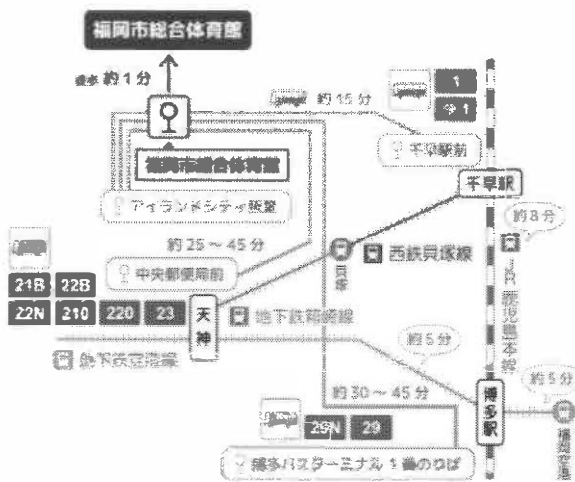 福岡市総合体育館
徒歩 約1分
約15分
1
千早駅前
福岡市総合体育館
千早駅
アイランドシティ
約8分
約25～45分
西鉄貝塚線
貝塚
中央郵便局前
21B 22B
22N 210 220 23
天神
地下鉄箱崎線
JR鹿児島本線
約5分
地下鉄空港線
約5分
約30～45分
博多駅
29
福岡空港
博多バスターミナル 1番のりば